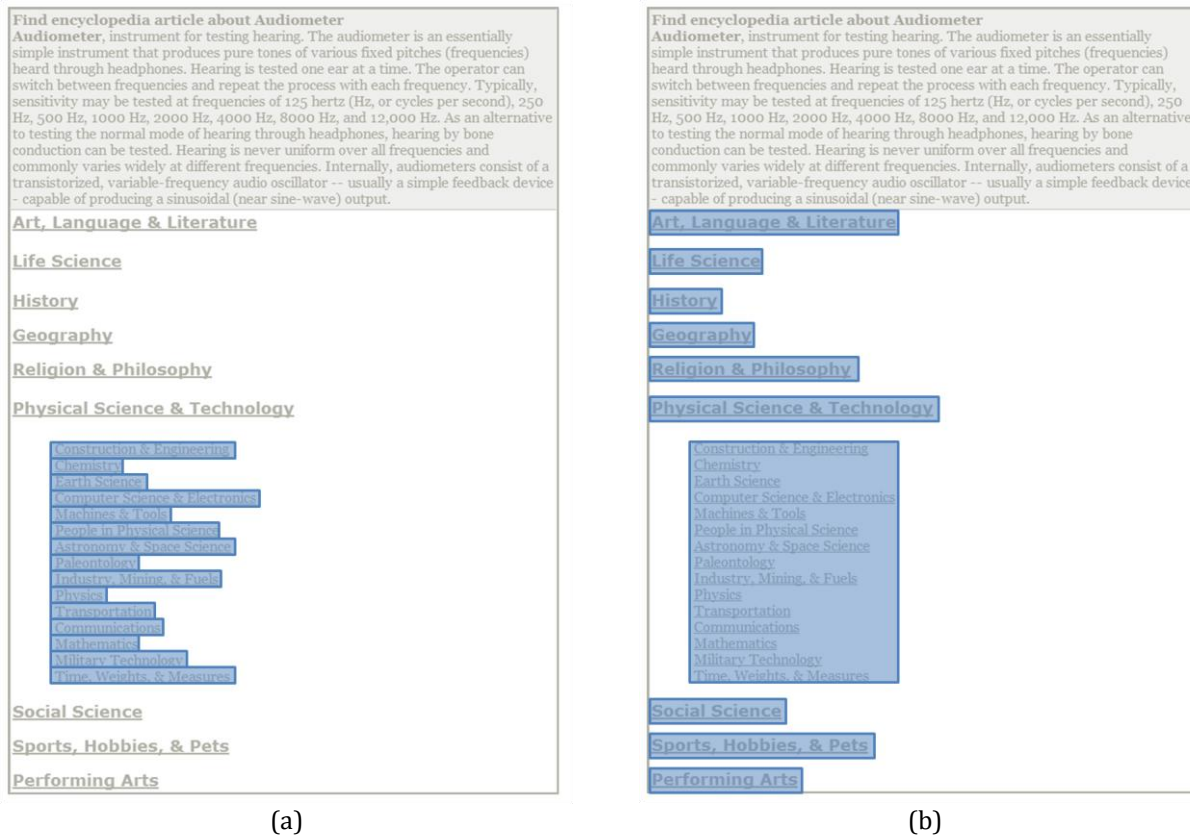 Find encyclopedia article about Audiometer
Audiometer, instrument for testing hearing. The audiometer is an essentially
simple instrument that produces pure tones of various fixed pitches (frequencies)
heard through headphones. Hearing is tested one ear at a time. The operator can
switch between frequencies and repeat the process with each frequency. Typically,
sensitivity may be tested at frequencies of 125 hertz (Hz, or cycles per second), 250
Hz, 500 Hz, 1000 Hz, 2000 Hz, 4000 Hz, 8000 Hz, and 12,000 Hz. As an alternative
to testing the normal mode of hearing through headphones, hearing by bone
conduction can be tested. Hearing is never uniform over all frequencies and
commonly varies widely at different frequencies. Internally, audiometers consist of a
transistorized, variable-frequency audio oscillator -- usually a simple feedback device
- capable of producing a sinusoidal (near sine-wave) output.
Art, Language & Literature
Life Science
History
Geography
Religion & Philosophy
Physical Science & Technology
Construction & Engineering
Chemistry
Earth Science
Computer Science & Electronics
Machines & Tools
People in Physical Science
Astronomy & Space Science
Paleontology
Industry, Mining, & Fuels
Physics
Transportation
Communications
Mathematics
Military Technology
Time, Weights, & Measures
Social Science
Sports, Hobbies, & Pets
Performing Arts
(a)
Find encyclopedia article about Audiometer
Audiometer, instrument for testing hearing. The audiometer is an essentially
simple instrument that produces pure tones of various fixed pitches (frequencies)
heard through headphones. Hearing is tested one ear at a time. The operator can
switch between frequencies and repeat the process with each frequency. Typically,
sensitivity may be tested at frequencies of 125 hertz (Hz, or cycles per second), 250
Hz, 500 Hz, 1000 Hz, 2000 Hz, 4000 Hz, 8000 Hz, and 12,000 Hz. As an alternative
to testing the normal mode of hearing through headphones, hearing by bone
conduction can be tested. Hearing is never uniform over all frequencies and
commonly varies widely at different frequencies. Internally, audiometers consist of a
transistorized, variable-frequency audio oscillator -- usually a simple feedback device
- capable of producing a sinusoidal (near sine-wave) output.
Art, Language & Literature
Life Science
History
Geography
Religion & Philosophy
Physical Science & Technology
Construction & Engineering
Chemistry
Earth Science
Computer Science & Electronics
Machines & Tools
People in Physical Science
Astronomy & Space Science
Paleontology
Industry, Mining, & Fuels
Physics
Transportation
Communications
Mathematics
Military Technology
Time, Weights, & Measures
Social Science
Sports, Hobbies, & Pets
Performing Arts
(b)